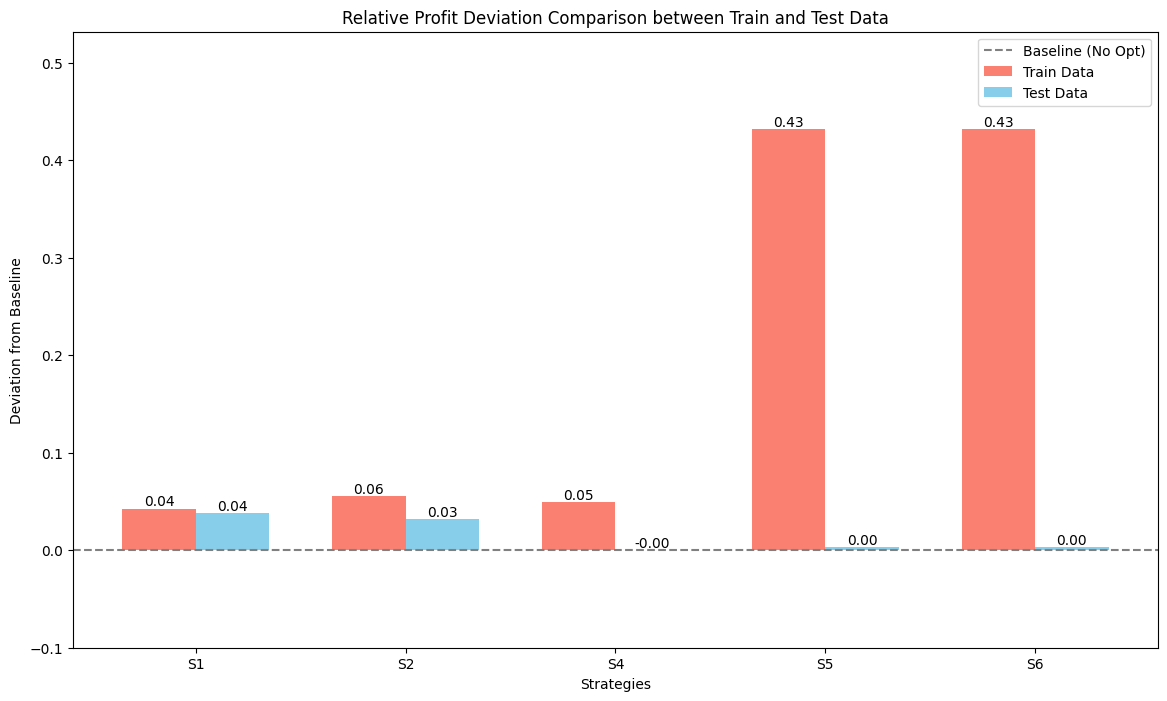 Relative Profit Deviation Comparison between Train and Test Data
Baseline (No Opt)
Train Data
Test Data
Deviation from Baseline
0.5
0.4
0.3
0.2
0.1
0.0
−0.1
0.04
0.04
0.06
0.03
0.05
-0.00
0.43
0.00
0.43
0.00
S1
S2
S4
S5
S6
Strategies